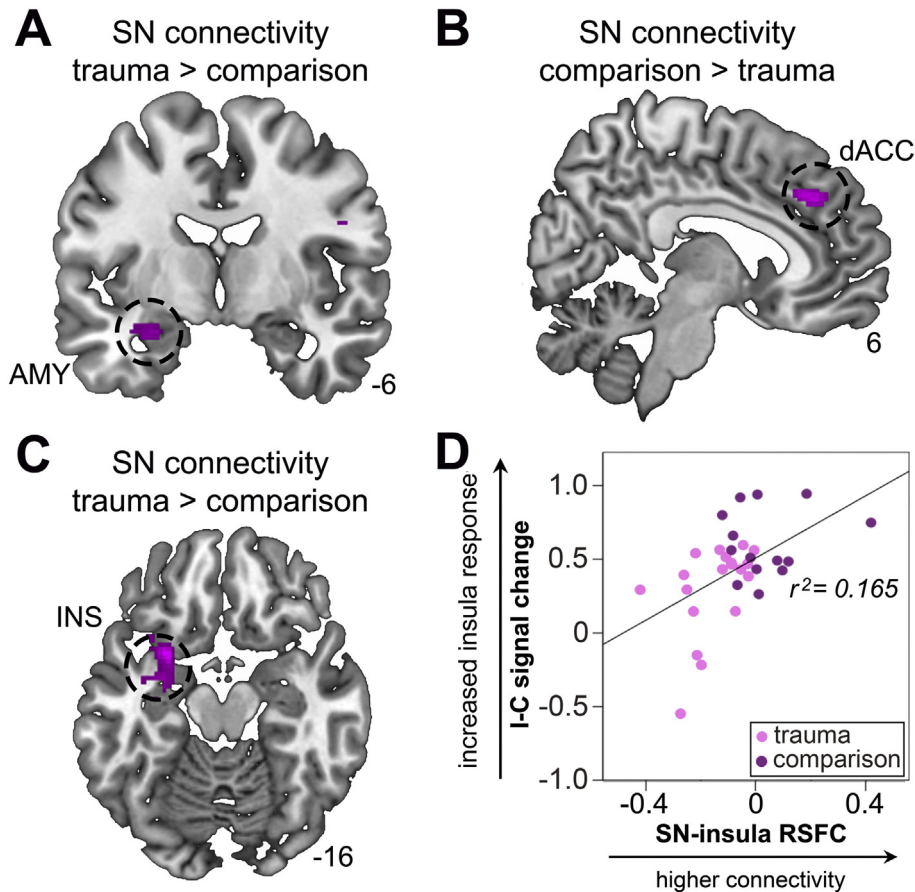 A
SN connectivity
trauma > comparison
AMY
-6
B
SN connectivity
comparison > trauma
dACC
6
C
SN connectivity
trauma > comparison
INS
-16
D
increased insula response
I-C signal change
1.0
0.5
0
-0.5
-1.0
r²= 0.165
trauma
comparison
-0.4
0
0.4
SN-insula RSFC
higher connectivity